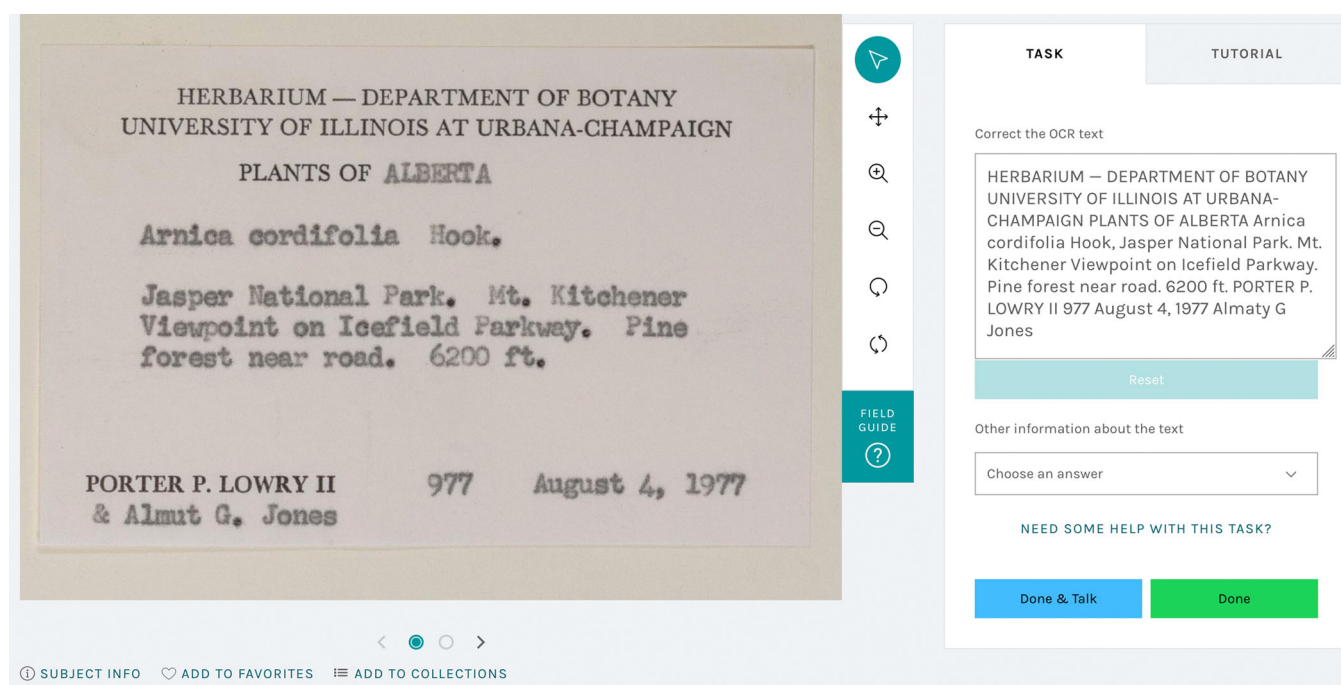 HERBARIUM — DEPARTMENT OF BOTANY
UNIVERSITY OF ILLINOIS AT URBANA-CHAMPAIGN
PLANTS OF ALBERTA
Arnica cordifolia Hook.
Jasper National Park. Mt. Kitchener
Viewpoint on Icefield Parkway. Pine
forest near road. 6200 ft.
PORTER P. LOWRY II 977 August 4, 1977
& Almut G. Jones
FIELD
GUIDE
TASK TUTORIAL
Correct the OCR text
HERBARIUM — DEPARTMENT OF BOTANY
UNIVERSITY OF ILLINOIS AT URBANA-
CHAMPAIGN PLANTS OF ALBERTA Arnica
cordifolia Hook, Jasper National Park. Mt.
Kitchener Viewpoint on Icefield Parkway.
Pine forest near road. 6200 ft. PORTER P.
LOWRY II 977 August 4, 1977 Almaty G
Jones
Reset
Other information about the text
Choose an answer
NEED SOME HELP WITH THIS TASK?
Done & Talk Done
SUBJECT INFO ADD TO FAVORITES ADD TO COLLECTIONS